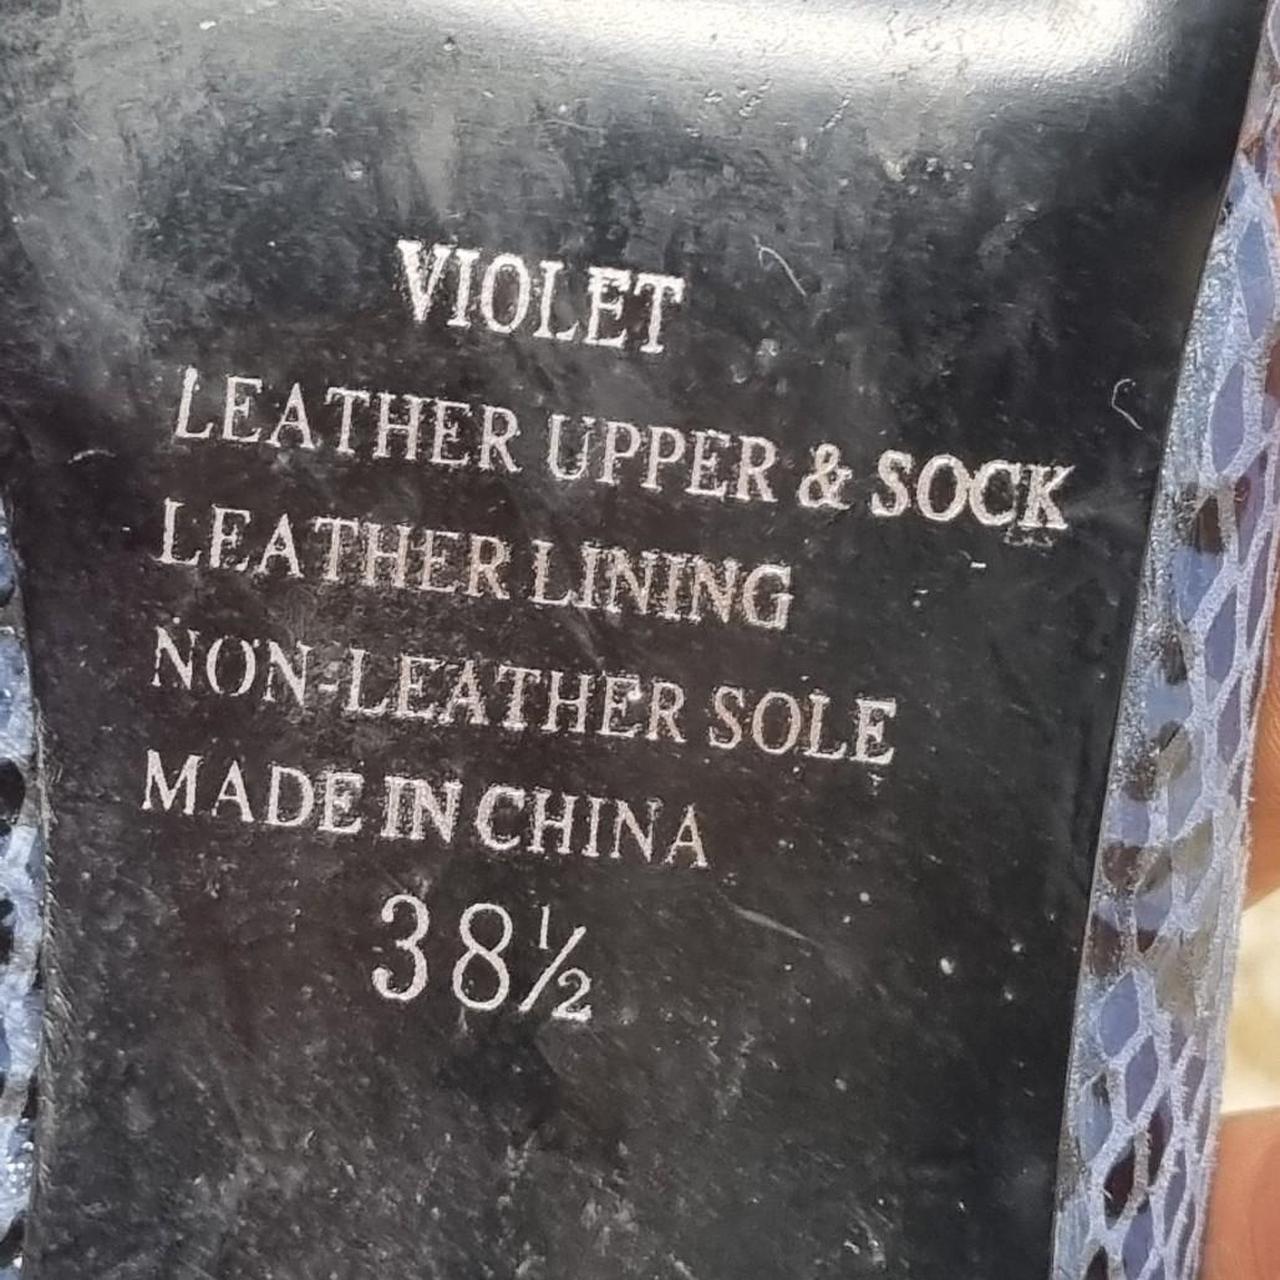 VIOLET
LEATHER UPPER & SOCK
LEATHER LINING
NON-LEATHER SOLE
MADE IN CHINA
38½